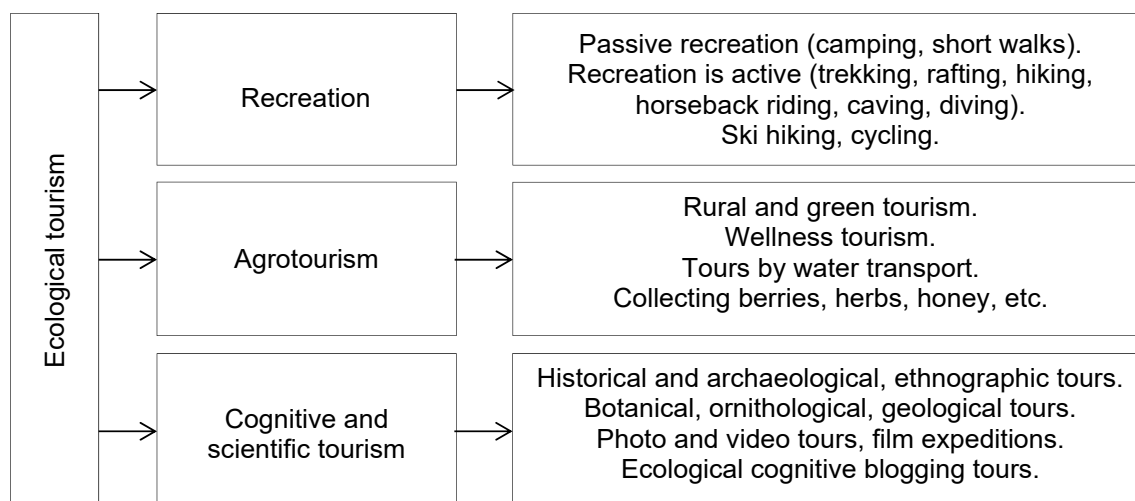 Ecological tourism
Recreation
Passive recreation (camping, short walks).
Recreation is active (trekking, rafting, hiking,
horseback riding, caving, diving).
Ski hiking, cycling.
Agrotourism
Rural and green tourism.
Wellness tourism.
Tours by water transport.
Collecting berries, herbs, honey, etc.
Cognitive and
scientific tourism
Historical and archaeological, ethnographic tours.
Botanical, ornithological, geological tours.
Photo and video tours, film expeditions.
Ecological cognitive blogging tours.